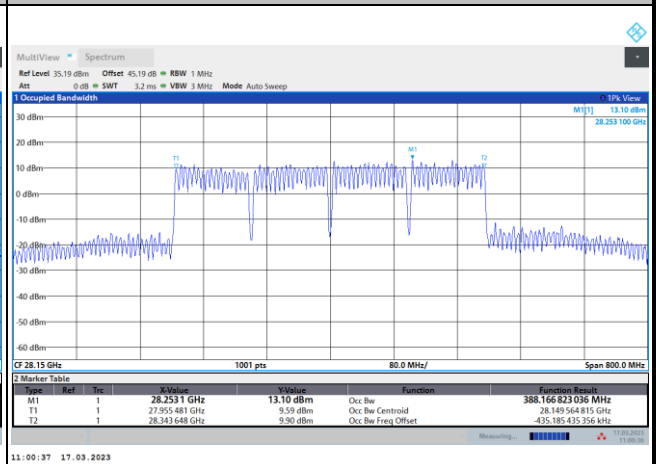 MultiView Spectrum
Ref Level 35.19 dBm Offset 45.19 dB RBW 1 MHz
Att 0 dB SWT 3.2 ms VBW 3 MHz Mode Auto Sweep
1 Occupied Bandwidth 1Pk View
M1[1] 13.10 dBm
28.253 100 GHz
30 dBm
20 dBm
M1
T1 T2
10 dBm
0 dBm
-10 dBm
-20 dBm
-30 dBm
-40 dBm
-50 dBm
-60 dBm
CF 28.15 GHz 1001 pts 80.0 MHz/ Span 800.0 MHz
2 Marker Table
Type Ref Trc X-Value Y-Value Function Function Result
M1 1 28.2531 GHz 13.10 dBm Occ Bw 388.166 823 036 MHz
T1 1 27.955 481 GHz 9.59 dBm Occ Bw Centroid 28.149 564 815 GHz
T2 1 28.343 648 GHz 9.90 dBm Occ Bw Freq Offset -435.185 435 356 kHz
Measuring... 17.03.2023
11:00:36
11:00:37 17.03.2023